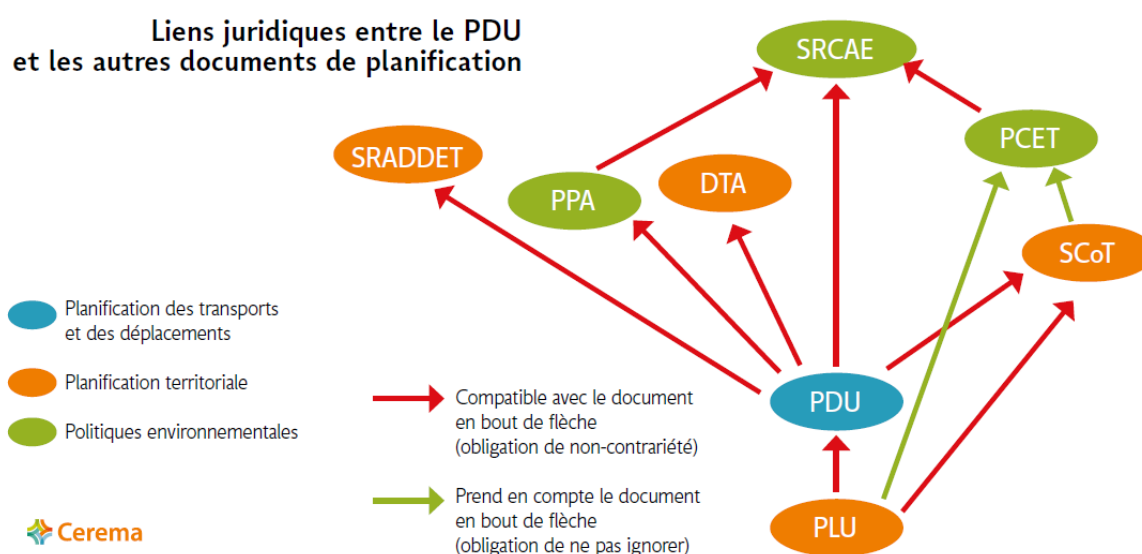 Liens juridiques entre le PDU
et les autres documents de planification
SRCAE
PCET
SRADDET
DTA
PPA
SCoT
Planification des transports
et des déplacements
Planification territoriale
Politiques environnementales
PDU
Compatible avec le document
en bout de flèche
(obligation de non-contrariété)
Prend en compte le document
en bout de flèche
(obligation de ne pas ignorer)
PLU
Cerema